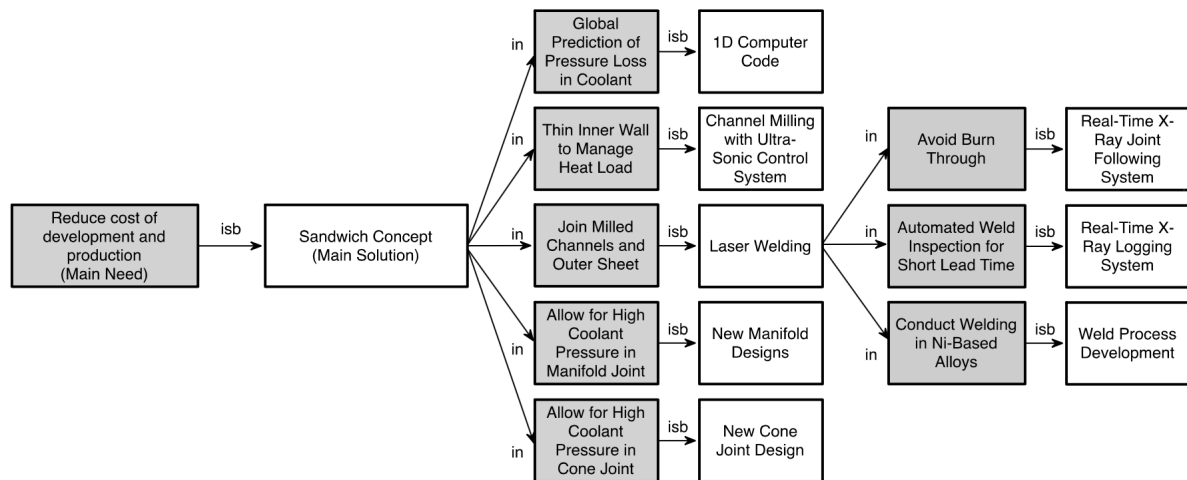 Reduce cost of
development and
production
(Main Need)
isb
Sandwich Concept
(Main Solution)
in
Global
Prediction of
Pressure Loss
in Coolant
isb
1D Computer
Code
in
Thin Inner Wall
to Manage
Heat Load
isb
Channel Milling
with Ultra-
Sonic Control
System
in
Join Milled
Channels and
Outer Sheet
isb
Laser Welding
in
Allow for High
Coolant
Pressure in
Manifold Joint
isb
New Manifold
Designs
in
Allow for High
Coolant
Pressure in
Cone Joint
isb
New Cone
Joint Design
in
Avoid Burn
Through
isb
Real-Time X-
Ray Joint
Following
System
in
Automated Weld
Inspection for
Short Lead Time
isb
Real-Time X-
Ray Logging
System
in
Conduct Welding
in Ni-Based
Alloys
isb
Weld Process
Development